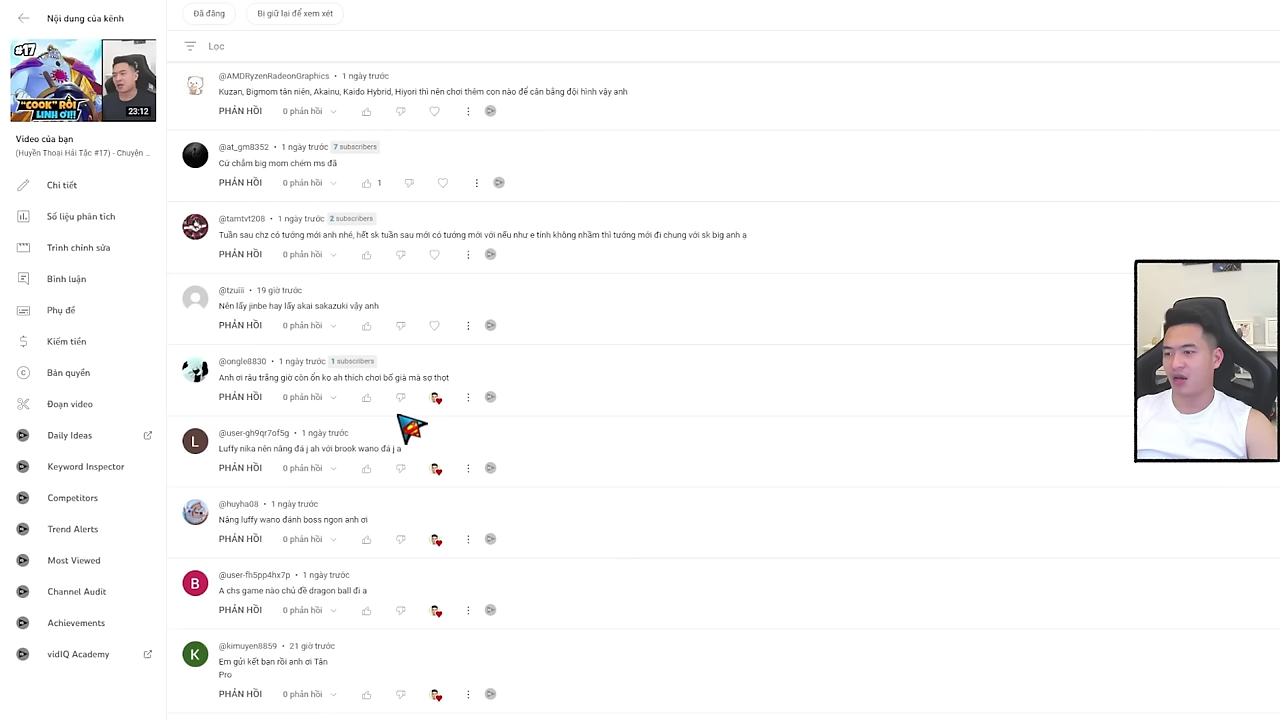 Nội dung của kênh
#17
"COOK" RỒI
LINH ƠI!!!
23:12
Video của bạn
(Huyền Thoại Hải Tặc #17) - Chuyên ...
Chi tiết
Số liệu phân tích
Trình chỉnh sửa
Bình luận
Phụ đề
Kiếm tiền
Bản quyền
Đoạn video
Daily Ideas
Keyword Inspector
Competitors
Trend Alerts
Most Viewed
Channel Audit
Achievements
vidIQ Academy
Đã đăng
Bị giữ lại để xem xét
Lọc
@AMDRyzenRadeonGraphics • 1 ngày trước
Kuzan, Bigmom tân niên, Akainu, Kaido Hybrid, Hiyori thì nên chơi thêm con nào để cân bằng đội hình vậy anh
PHẢN HỒI 0 phản hồi
@at_gm8352 • 1 ngày trước 7 subscribers
Cứ chấm big mom chém ms đã
PHẢN HỒI 0 phản hồi 1
@tamtvt208 • 1 ngày trước 2 subscribers
Tuần sau chz có tướng mới anh nhé, hết sk tuần sau mới có tướng mới với nếu như e tính không nhầm thì tướng mới đi chung với sk big anh ạ
PHẢN HỒI 0 phản hồi
@tzuiii • 19 giờ trước
Nên lấy jinbe hay lấy akai sakazuki vậy anh
PHẢN HỒI 0 phản hồi
@ongle8830 • 1 ngày trước 1 subscribers
Anh ơi râu trắng giờ còn ổn ko ah thích chơi bố già mà sợ thọt
PHẢN HỒI 0 phản hồi
L
@user-gh9qr7of5g • 1 ngày trước
Luffy nika nên nâng đá j ah với brook wano đá j a
PHẢN HỒI 0 phản hồi
@huyha08 • 1 ngày trước
Nâng luffy wano đánh boss ngon anh ơi
PHẢN HỒI 0 phản hồi
B
@user-fh5pp4hx7p • 1 ngày trước
A chs game nào chủ đề dragon ball đi a
PHẢN HỒI 0 phản hồi
K
@kimuyen8859 • 21 giờ trước
Em gửi kết bạn rồi anh ơi Tân
Pro
PHẢN HỒI 0 phản hồi